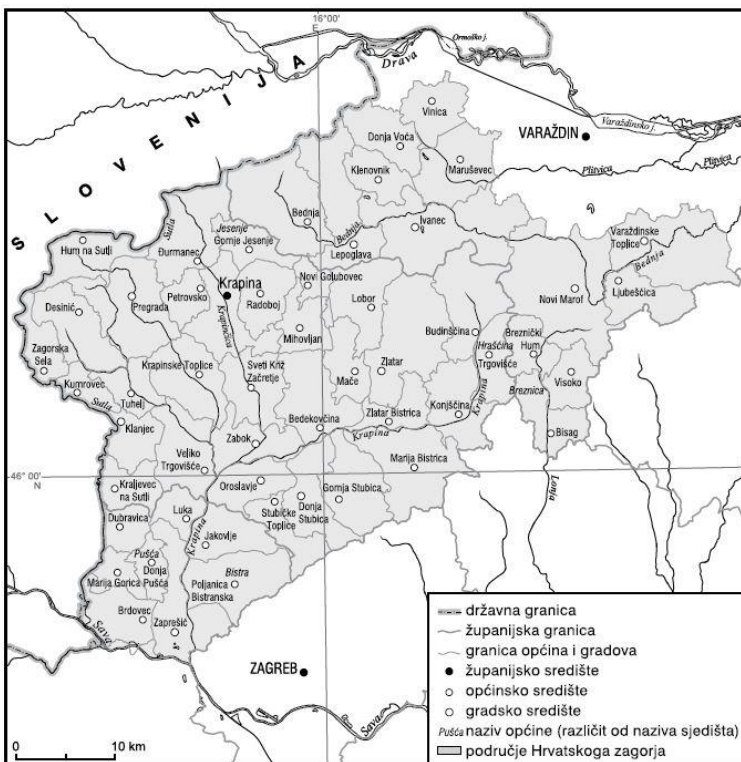 16°00'
E
Ormoško j.
Drava
SLOVENIJA
Vinica
VARAŽDIN
Varaždinsko j.
Donja Voća
Maruševec
Plitvica
Plitvica
Klenovnik
Sutla
Bednja
Bednja
Ivanec
Varaždinske
Toplice
Jesenje
Gornje Jesenje
Lepoglava
Bednja
Hum na Sutli
Đurmanec
Krapina
Novi Golubovec
Ljubešćica
Petrovsko
Radoboj
Novi Marof
Desinić
Pregrada
Lobor
Krapinčica
Mihovljan
Budinščina
Breznički
Hum
Hrašćina
Trgovišće
Zagorska
Sela
Krapinske Toplice
Sveti Križ
Začretje
Mače
Zlatar
Visoko
Kumrovec
Tuhelj
Breznica
Sutla
Krapina
Klanjec
Bedekovčina
Zlatar Bistrica
Konjščina
Zabok
Krapina
Bisag
Veliko
Trgovišće
Marija Bistrica
46° 00'
N
Oroslavje
Gornja Stubica
Lonja
Kraljevec
na Sutli
Donja
Stubica
Stubičke
Toplice
Luka
Dubravica
Krapina
Jakovlje
Pušća
Donja
Pušća
Marija Gorica
Bistra
Poljanica
Bistranska
Brdovec
Zaprešić
Sava
ZAGREB
Sava
državna granica
županijska granica
granica općina i gradova
županijsko središte
općinsko središte
gradsko središte
Pušća naziv općine (različit od naziva sjedišta)
područje Hrvatskoga zagorja
0 10 km